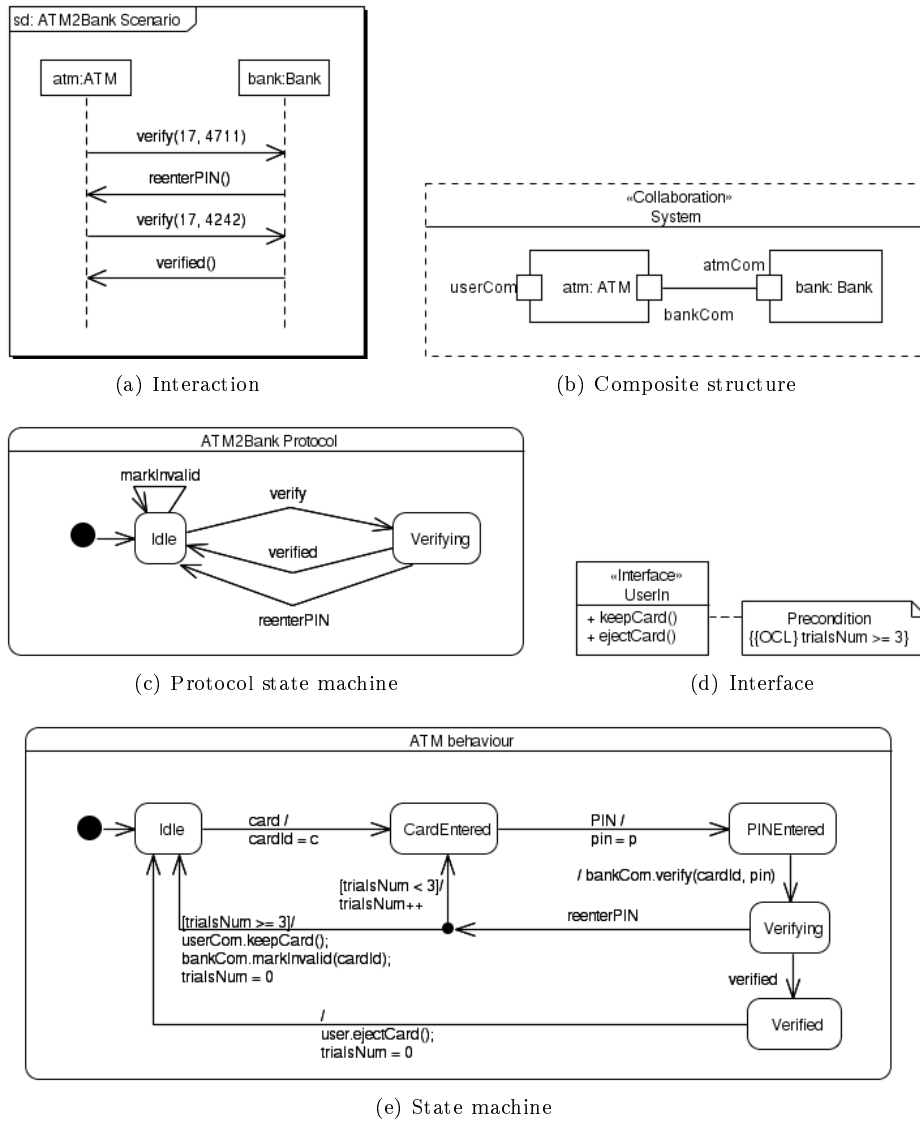 sd: ATM2Bank Scenario
atm:ATM
bank:Bank
verify(17, 4711)
reenterPIN()
verify(17, 4242)
verified()
(a) Interaction
«Collaboration»
System
userCom
atm: ATM
atmCom
bankCom
bank: Bank
(b) Composite structure
ATM2Bank Protocol
markInvalid
Idle
verify
verified
reenterPIN
Verifying
(c) Protocol state machine
«Interface»
UserIn
+ keepCard()
+ ejectCard()
Precondition
{{OCL} trialsNum >= 3}
(d) Interface
ATM behaviour
Idle
card /
cardId = c
CardEntered
PIN /
pin = p
PINEntered
/ bankCom.verify(cardId, pin)
[trialsNum < 3]/
trialsNum++
reenterPIN
Verifying
[trialsNum >= 3]/
userCom.keepCard();
bankCom.markInvalid(cardId);
trialsNum = 0
verified
Verified
/
user.ejectCard();
trialsNum = 0
(e) State machine